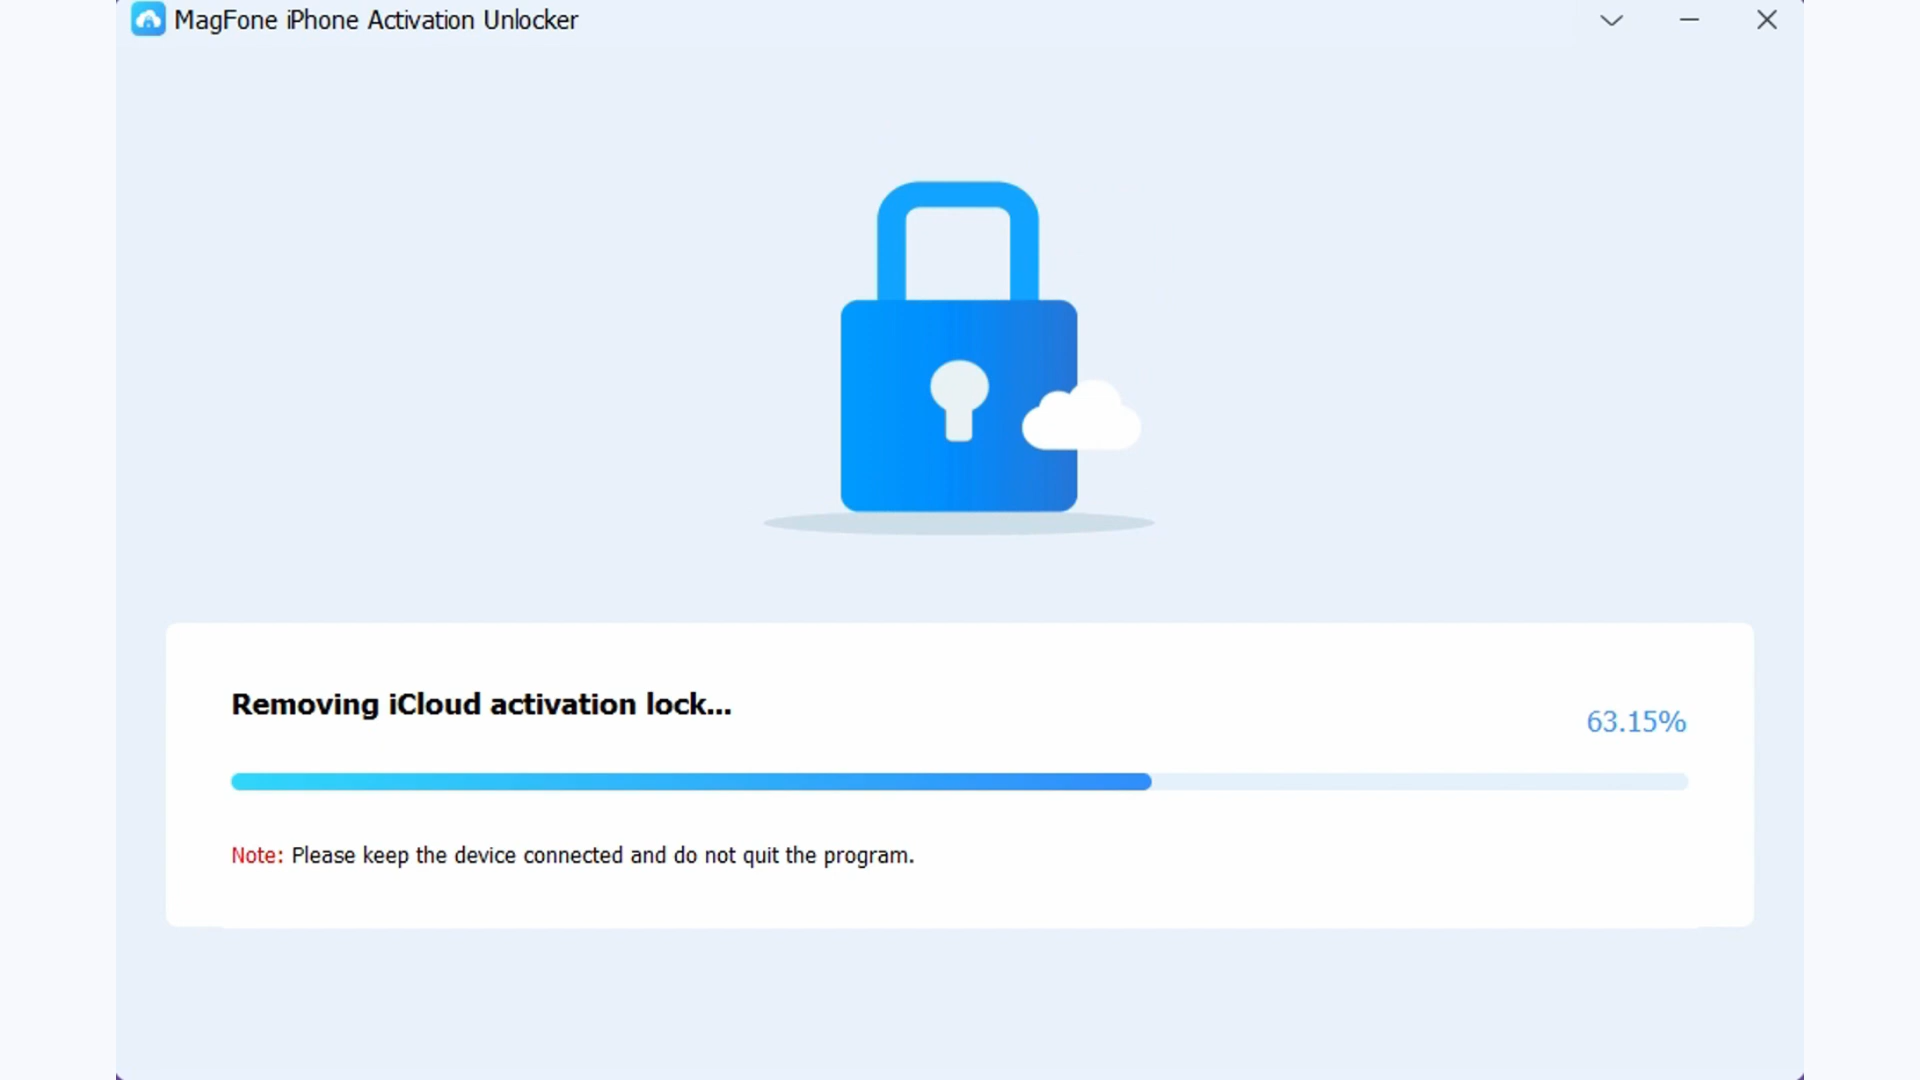 MagFone iPhone Activation Unlocker
Removing iCloud activation lock...
63.15%
Note: Please keep the device connected and do not quit the program.